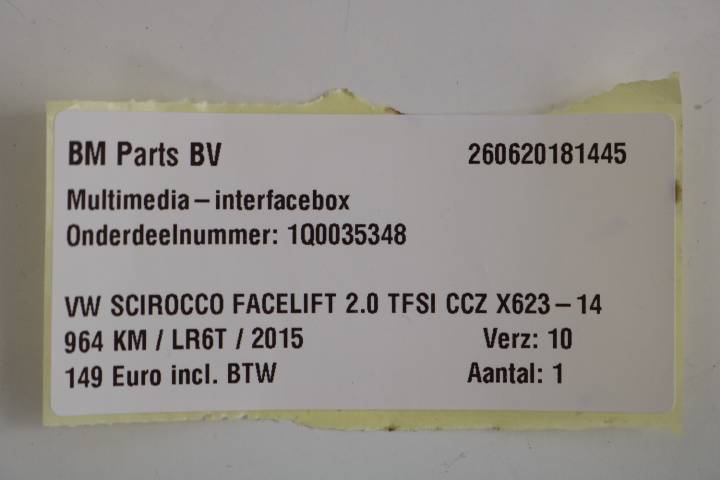 BM Parts BV 260620181445
Multimedia – interfacebox
Onderdeelnummer: 1Q0035348
VW SCIROCCO FACELIFT 2.0 TFSI CCZ X623 – 14
964 KM / LR6T / 2015 Verz: 10
149 Euro incl. BTW Aantal: 1